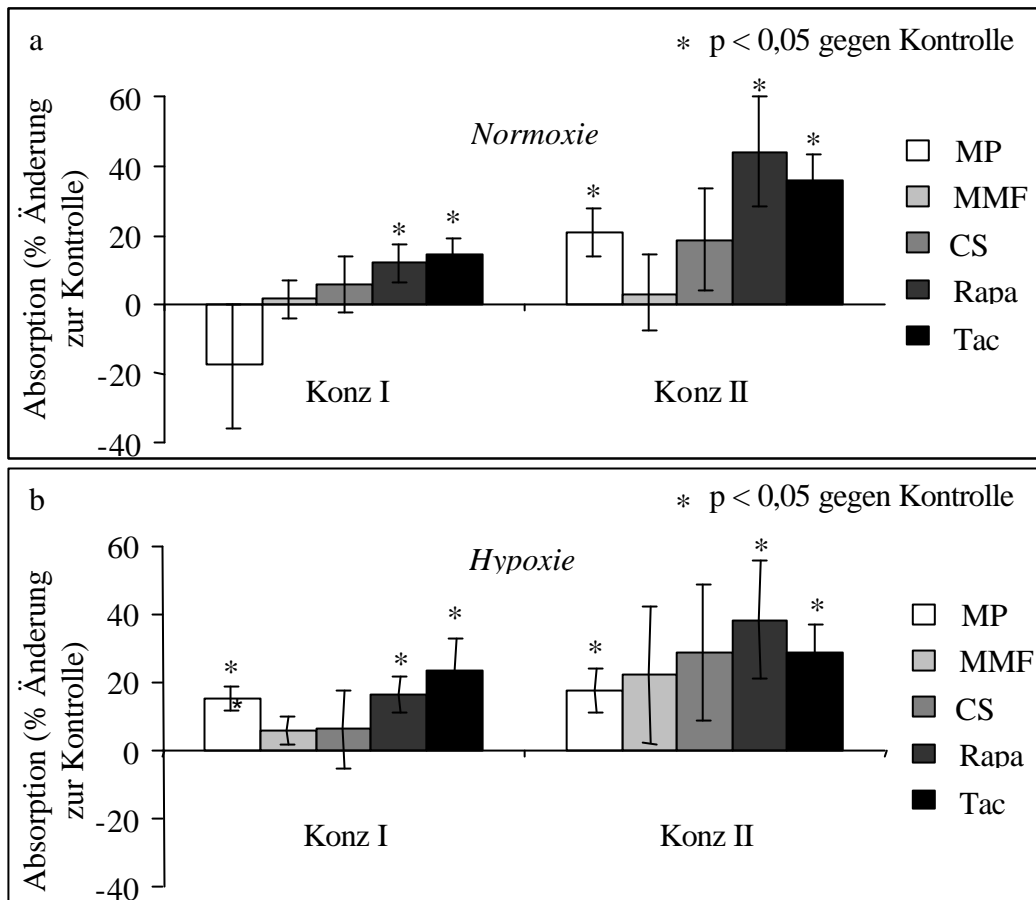 a
* p < 0,05 gegen Kontrolle
Absorption (% Änderung
zur Kontrolle)
60
40
20
0
-20
-40
Normoxie
* * * * *
Konz I
Konz II
MP
MMF
CS
Rapa
Tac
b
* p < 0,05 gegen Kontrolle
Absorption (% Änderung
zur Kontrolle)
60
40
20
0
-20
-40
Hypoxie
* * * * * * *
Konz I
Konz II
MP
MMF
CS
Rapa
Tac